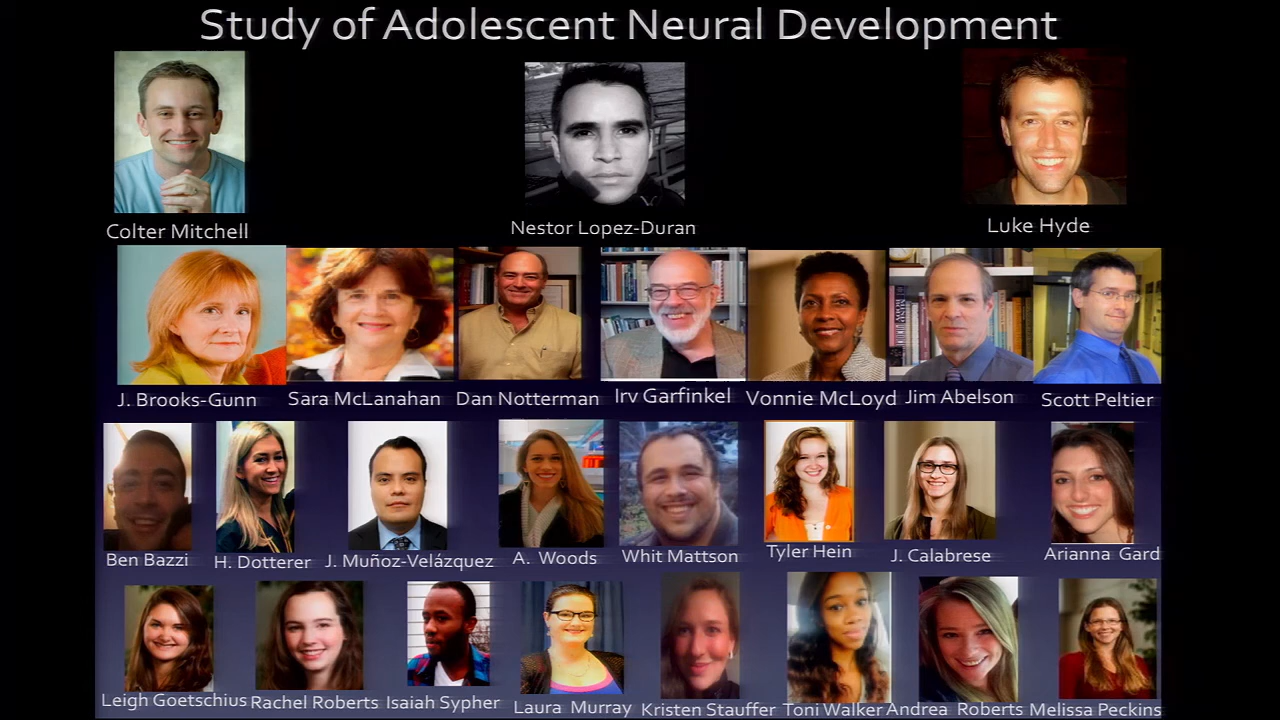 Study of Adolescent Neural Development
Colter Mitchell
Nestor Lopez-Duran
Luke Hyde
J. Brooks-Gunn
Sara McLanahan
Dan Notterman
Irv Garfinkel
Vonnie McLoyd
Jim Abelson
Scott Peltier
Ben Bazzi
H. Dotterer
J. Muñoz-Velázquez
A. Woods
Whit Mattson
Tyler Hein
J. Calabrese
Arianna Gard
Leigh Goetschius
Rachel Roberts
Isaiah Sypher
Laura Murray
Kristen Stauffer
Toni Walker
Andrea Roberts
Melissa Peckins